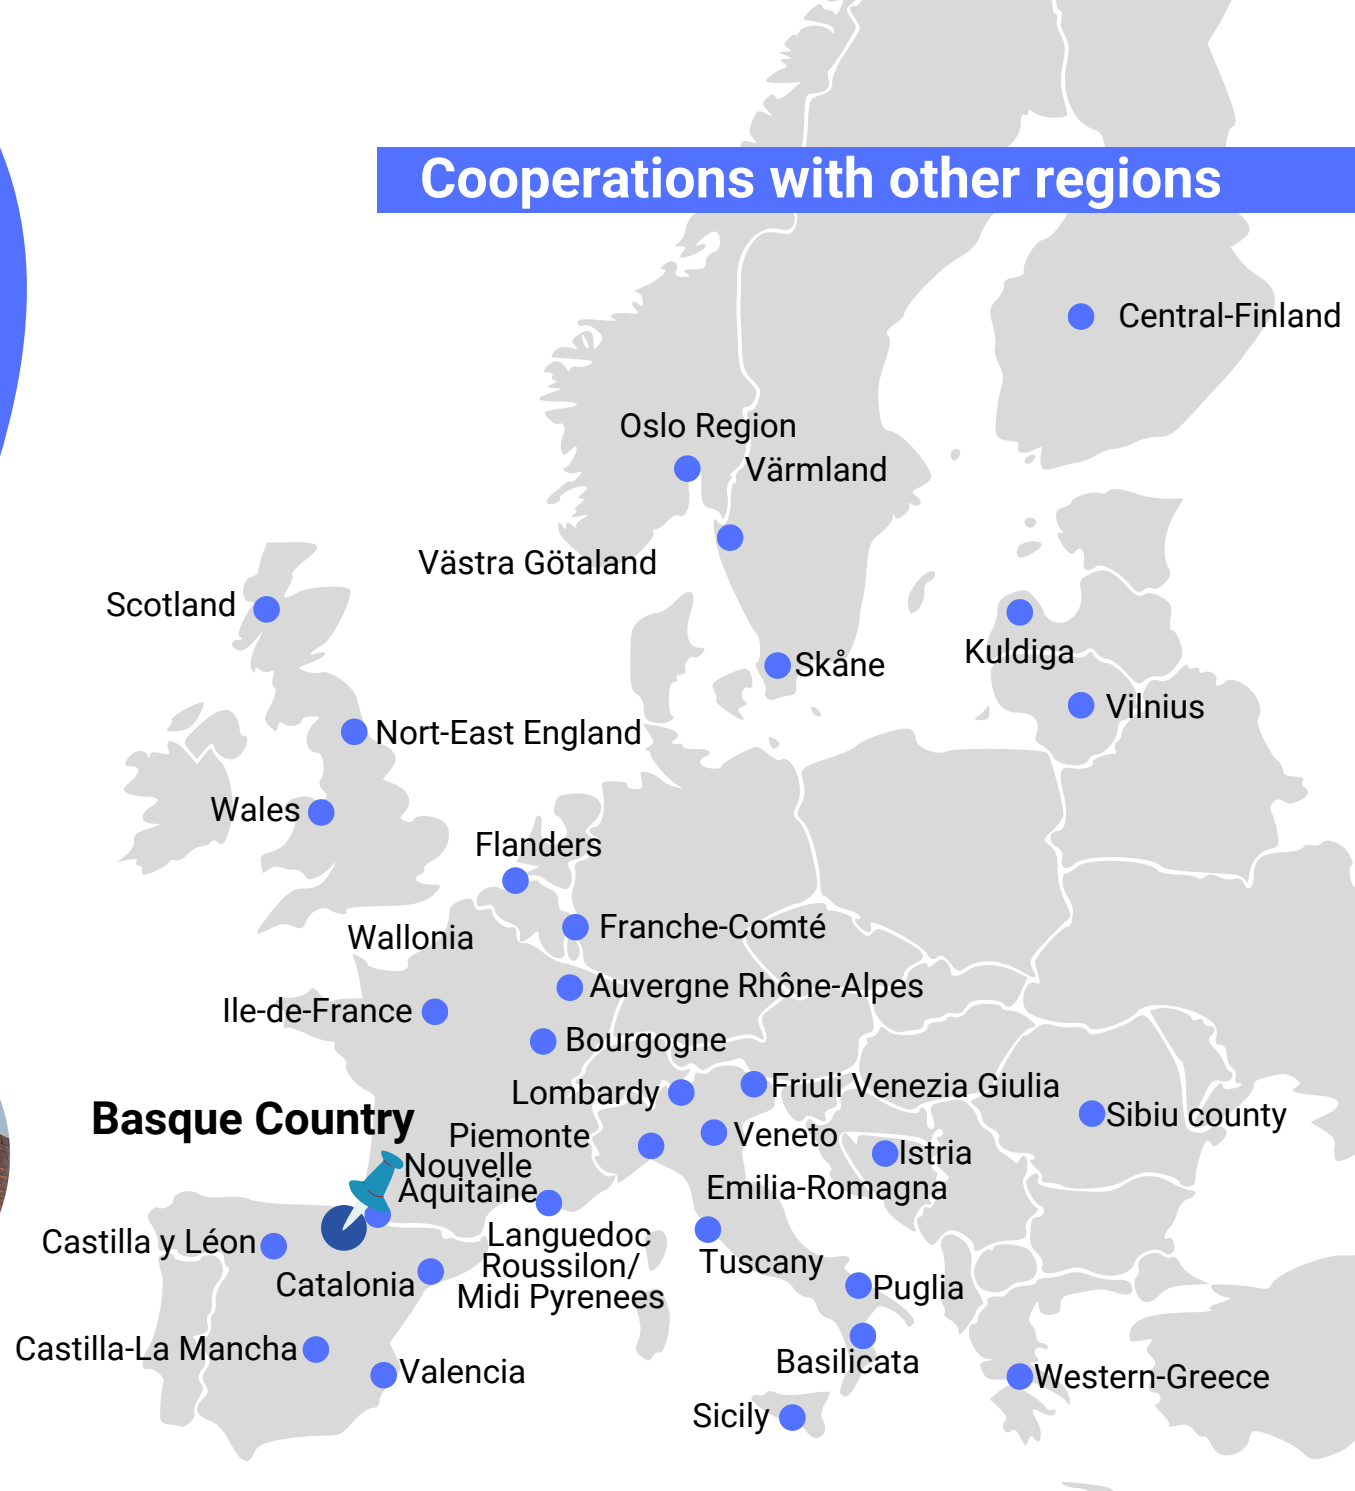 Cooperations with other regions
Central-Finland
Oslo Region
Värmland
Västra Götaland
Scotland
Kuldiga
Skåne
Vilnius
Nort-East England
Wales
Flanders
Franche-Comté
Wallonia
Auvergne Rhône-Alpes
Ile-de-France
Bourgogne
Lombardy
Friuli Venezia Giulia
Basque Country
Sibiu county
Piemonte
Veneto
Istria
Nouvelle
Aquitaine
Emilia-Romagna
Languedoc
Roussilon/
Midi Pyrenees
Castilla y Léon
Tuscany
Catalonia
Puglia
Castilla-La Mancha
Basilicata
Valencia
Western-Greece
Sicily